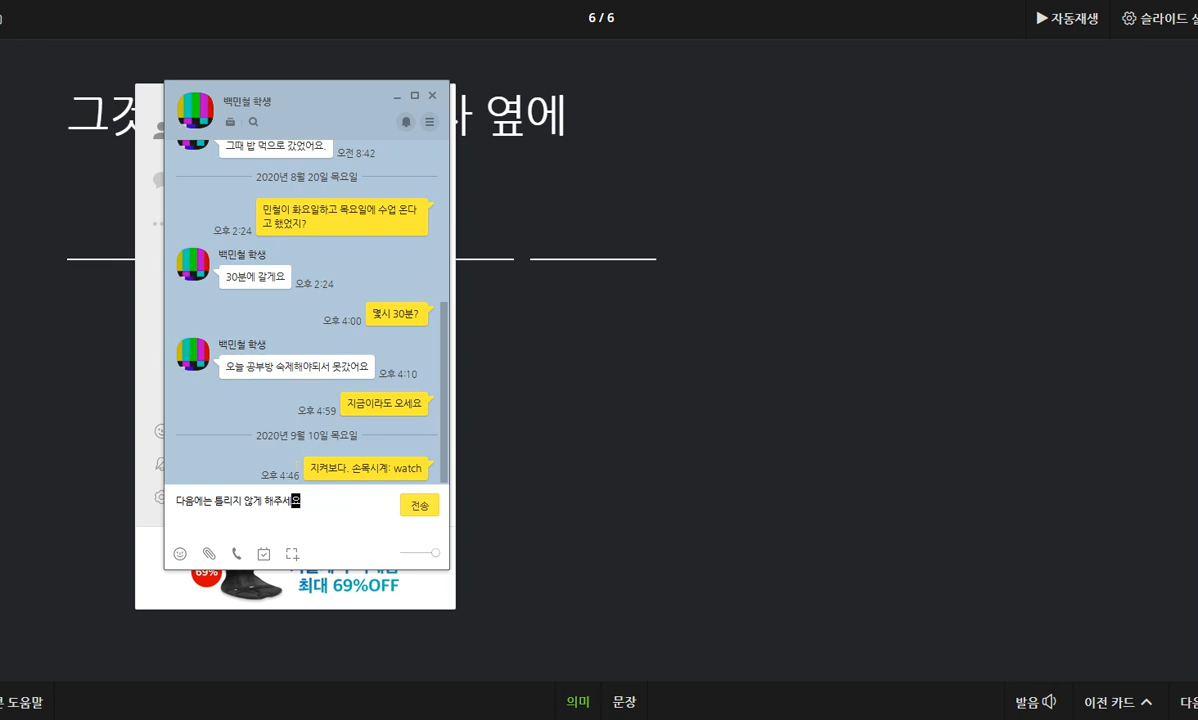 6 / 6
▶ 자동재생
슬라이드
옆에
백민철 학생
그때 밥 먹으로 갔었어요.
오전 8:42
2020년 8월 20일 목요일
민철이 화요일하고 목요일에 수업 온다
고 했었지?
오후 2:24
백민철 학생
30분에 갈게요
오후 2:24
몇시 30분?
오후 4:00
백민철 학생
오늘 공부방 숙제해야되서 못갔어요
오후 4:10
지금이라도 오세요
오후 4:59
2020년 9월 10일 목요일
지켜보다. 손목시계: watch
오후 4:46
다음에는 틀리지 않게 해주세요
전송
69%
최대 69%OFF
도움말
의미
문장
발음
이전 카드